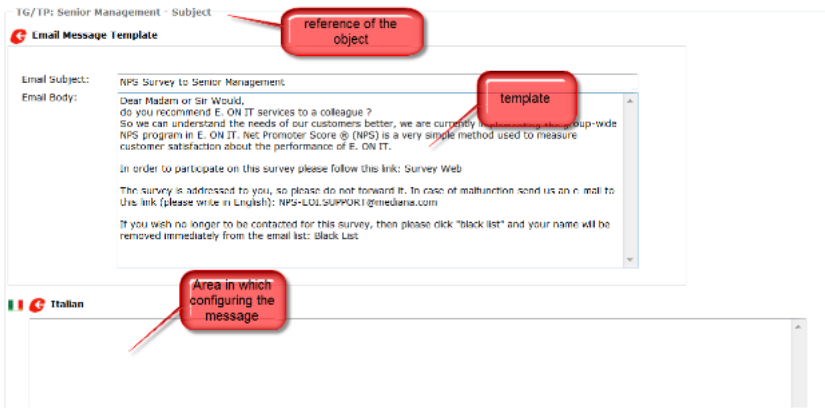 TG/TP: Senior Management - Subject
reference of the
object
Email Message Template
Email Subject:
NPS Survey to Senior Management
Email Body:
Dear Madam or Sir Would,
do you recommend E. ON IT services to a colleague ?
So we can understand the needs of our customers better, we are currently group-wide
NPS program in E. ON IT. Net Promoter Score ® (NPS) is a very simple method used to measure
customer satisfaction about the performance of E. ON IT.
template
In order to participate on this survey please follow this link: Survey Web
The survey is addressed to you, so please do not forward it. In case of malfunction send us an e-mail to
this link (please write in English): NPS-EOI.SUPPORT@mediana.com
If you wish no longer to be contacted for this survey, then please click "black list" and your name will be
removed immediately from the email list: Black List
Area in which
configuring the
message
Italian